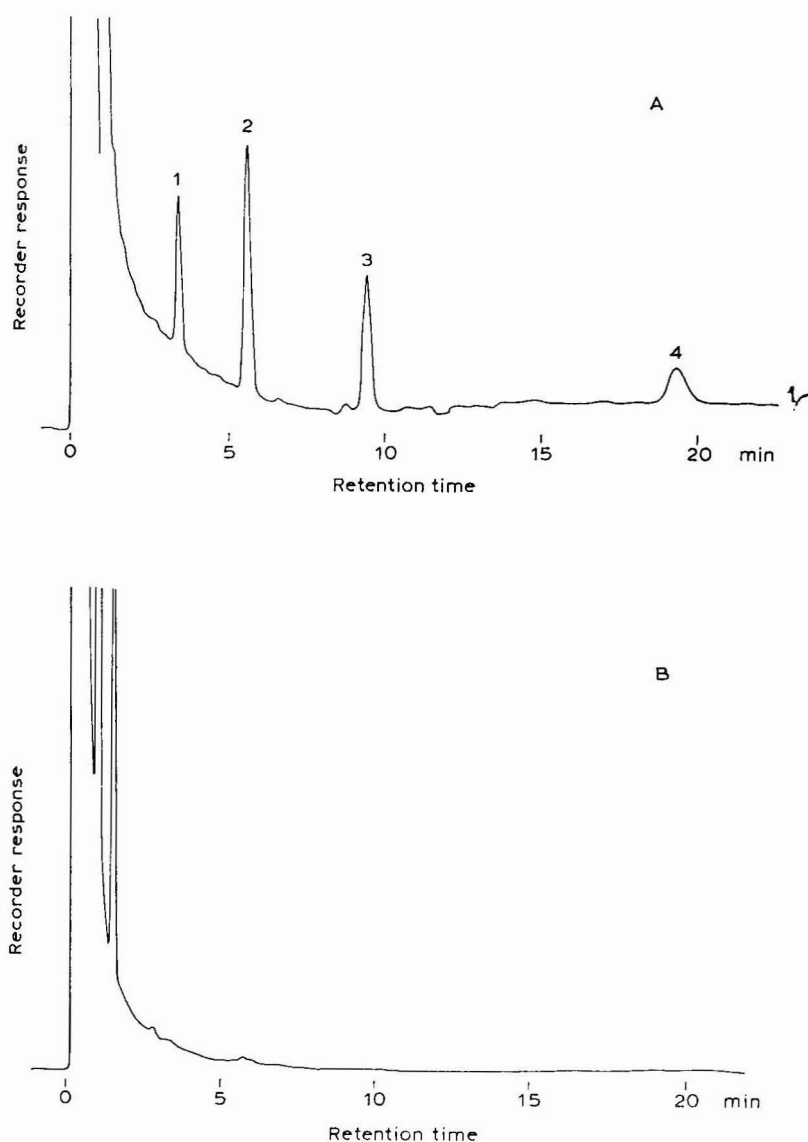 A
2
1
3
4
Recorder response
0 5 10 15 20 min
Retention time
B
Recorder response
0 5 10 15 20 min
Retention time